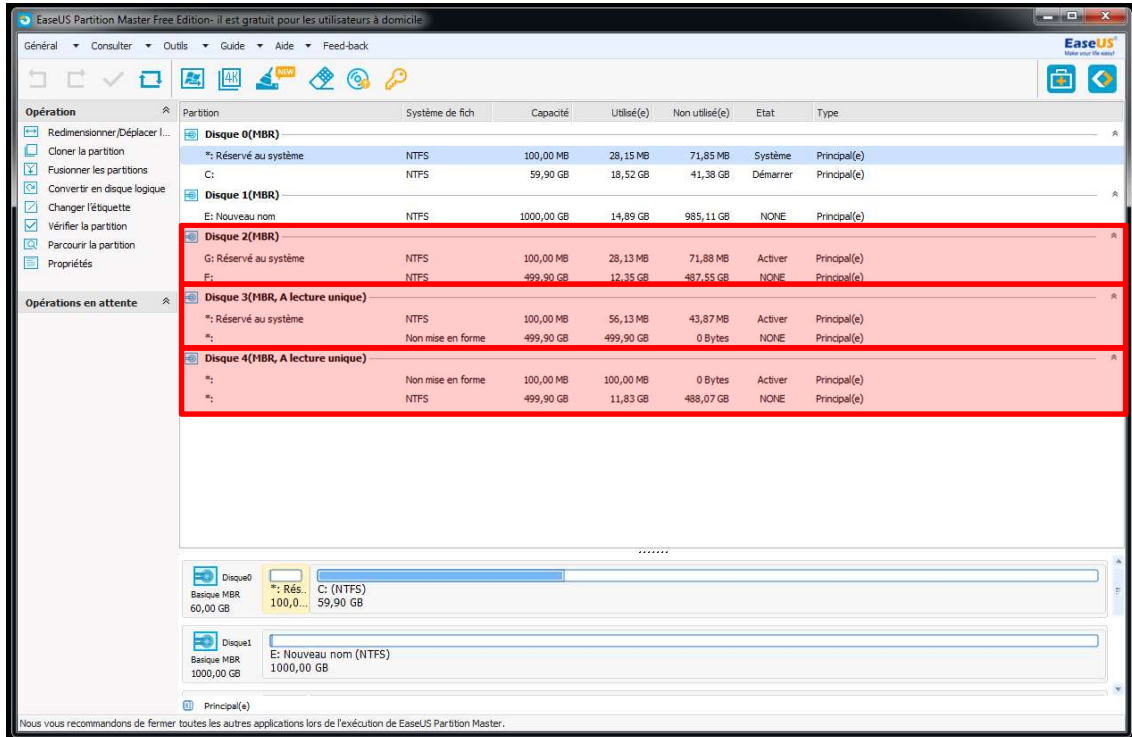 EaseUS Partition Master Free Edition- il est gratuit pour les utilisateurs à domicile
Général Consulter Outils Guide Aide Feed-back
EaseUS
Make your life easy!
4K NEW
Opération
Redimensionner/Déplacer l...
Cloner la partition
Fusionner les partitions
Convertir en disque logique
Changer l'étiquette
Vérifier la partition
Parcourir la partition
Propriétés
Opérations en attente
Partition Système de fich Capacité Utilisé(e) Non utilisé(e) Etat Type
Disque 0(MBR)
*: Réservé au système NTFS 100,00 MB 28,15 MB 71,85 MB Système Principal(e)
C: NTFS 59,90 GB 18,52 GB 41,38 GB Démarrer Principal(e)
Disque 1(MBR)
E: Nouveau nom NTFS 1000,00 GB 14,89 GB 985,11 GB NONE Principal(e)
Disque 2(MBR)
G: Réservé au système NTFS 100,00 MB 28,13 MB 71,88 MB Activer Principal(e)
F: NTFS 499,90 GB 12,35 GB 487,55 GB NONE Principal(e)
Disque 3(MBR, A lecture unique)
*: Réservé au système NTFS 100,00 MB 56,13 MB 43,87 MB Activer Principal(e)
*: Non mise en forme 499,90 GB 499,90 GB 0 Bytes NONE Principal(e)
Disque 4(MBR, A lecture unique)
*: Non mise en forme 100,00 MB 100,00 MB 0 Bytes Activer Principal(e)
*: NTFS 499,90 GB 11,83 GB 488,07 GB NONE Principal(e)
Disque0
Basique MBR
60,00 GB
*: Rés..
100,0...
C: (NTFS)
59,90 GB
Disque1
Basique MBR
1000,00 GB
E: Nouveau nom (NTFS)
1000,00 GB
Principal(e)
Nous vous recommandons de fermer toutes les autres applications lors de l'exécution de EaseUS Partition Master.